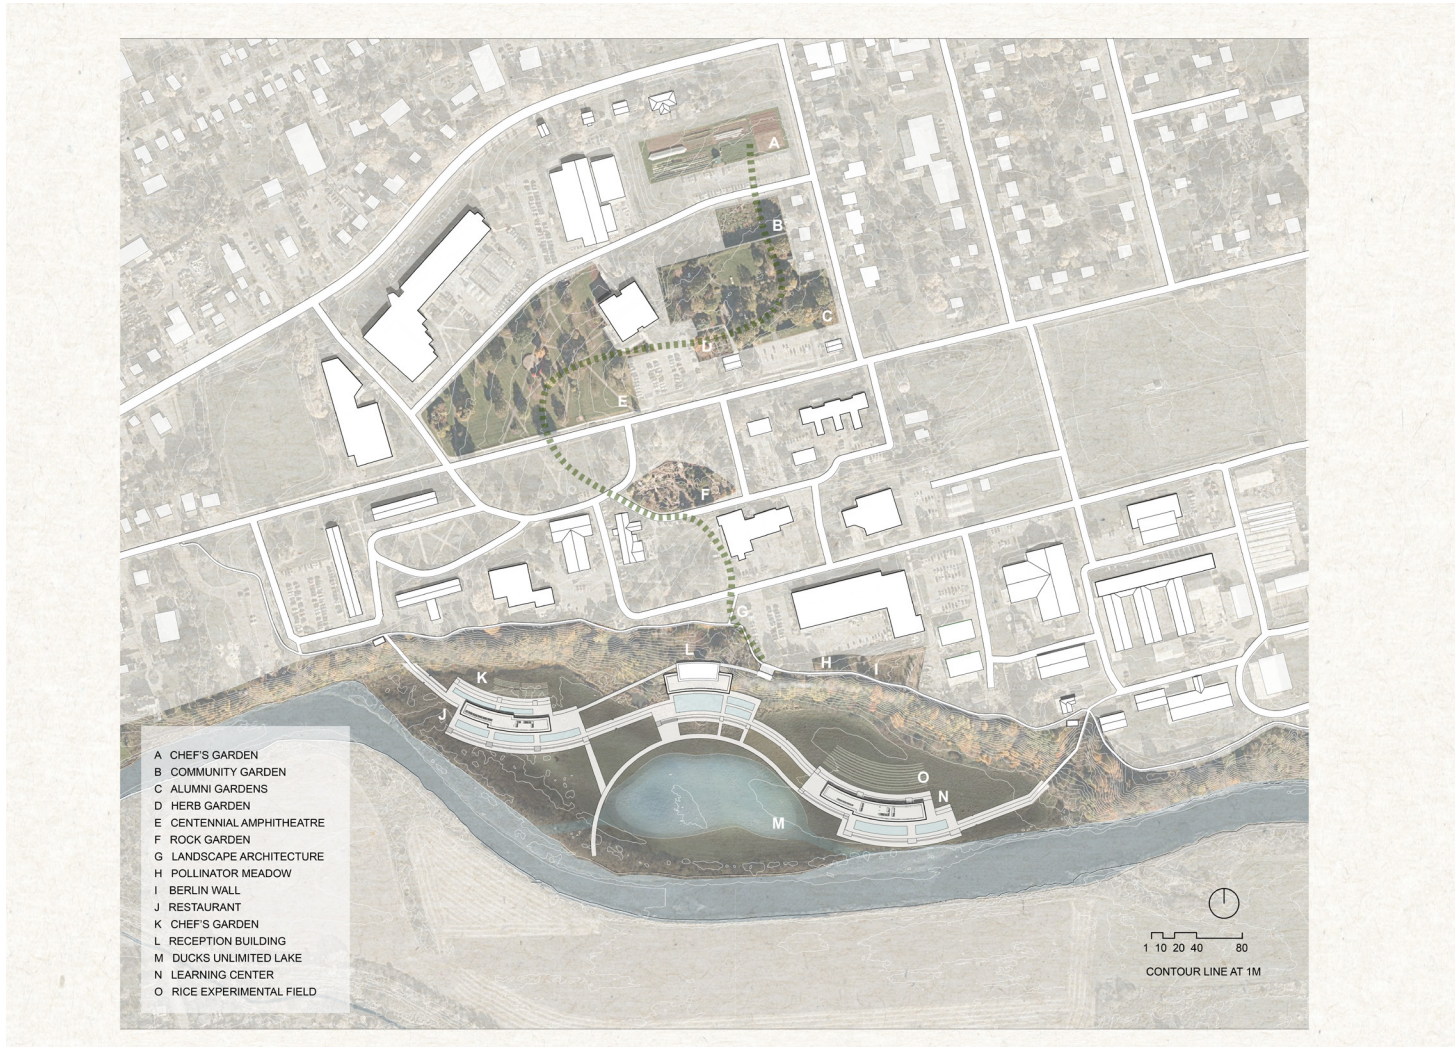 A
B
C
D
E
F
G
H
I
L
K
J
O
N
M
A CHEF'S GARDEN
B COMMUNITY GARDEN
C ALUMNI GARDENS
D HERB GARDEN
E CENTENNIAL AMPHITHEATRE
F ROCK GARDEN
G LANDSCAPE ARCHITECTURE
H POLLINATOR MEADOW
I BERLIN WALL
J RESTAURANT
K CHEF'S GARDEN
L RECEPTION BUILDING
M DUCKS UNLIMITED LAKE
N LEARNING CENTER
O RICE EXPERIMENTAL FIELD
1 10 20 40 80
CONTOUR LINE AT 1M